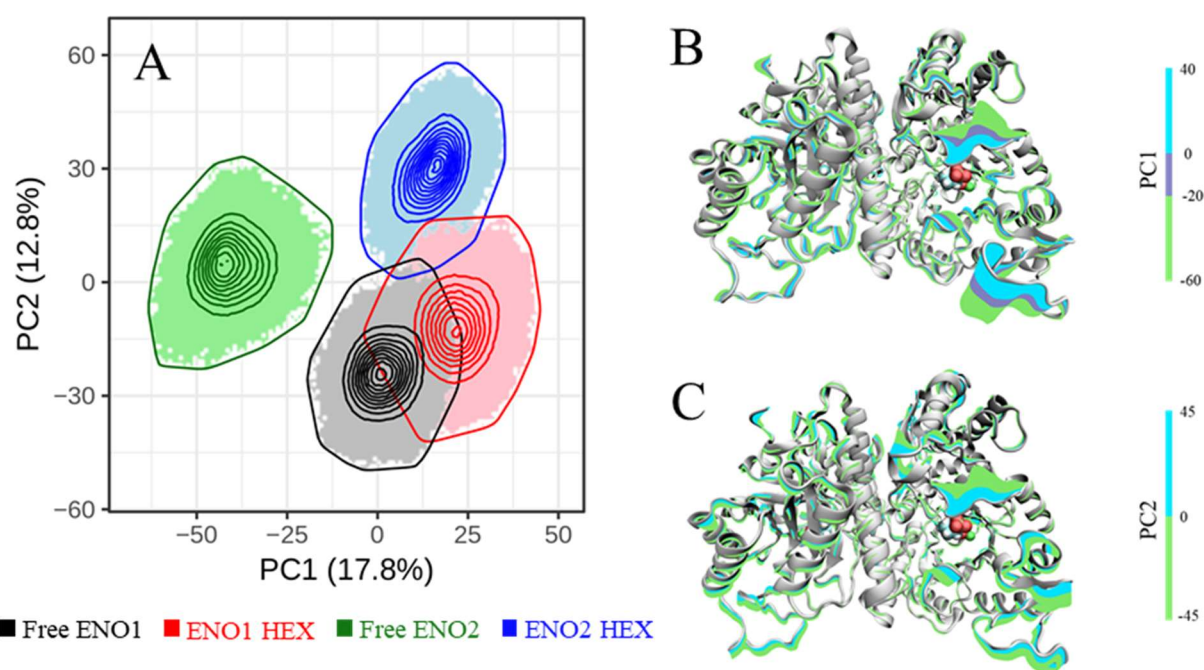 A
60
30
0
−30
−60
PC2 (12.8%)
−50
−25
0
25
50
PC1 (17.8%)
Free ENO1
ENO1 HEX
Free ENO2
ENO2 HEX
B
40
0
-20
-60
PC1
C
45
0
-45
PC2